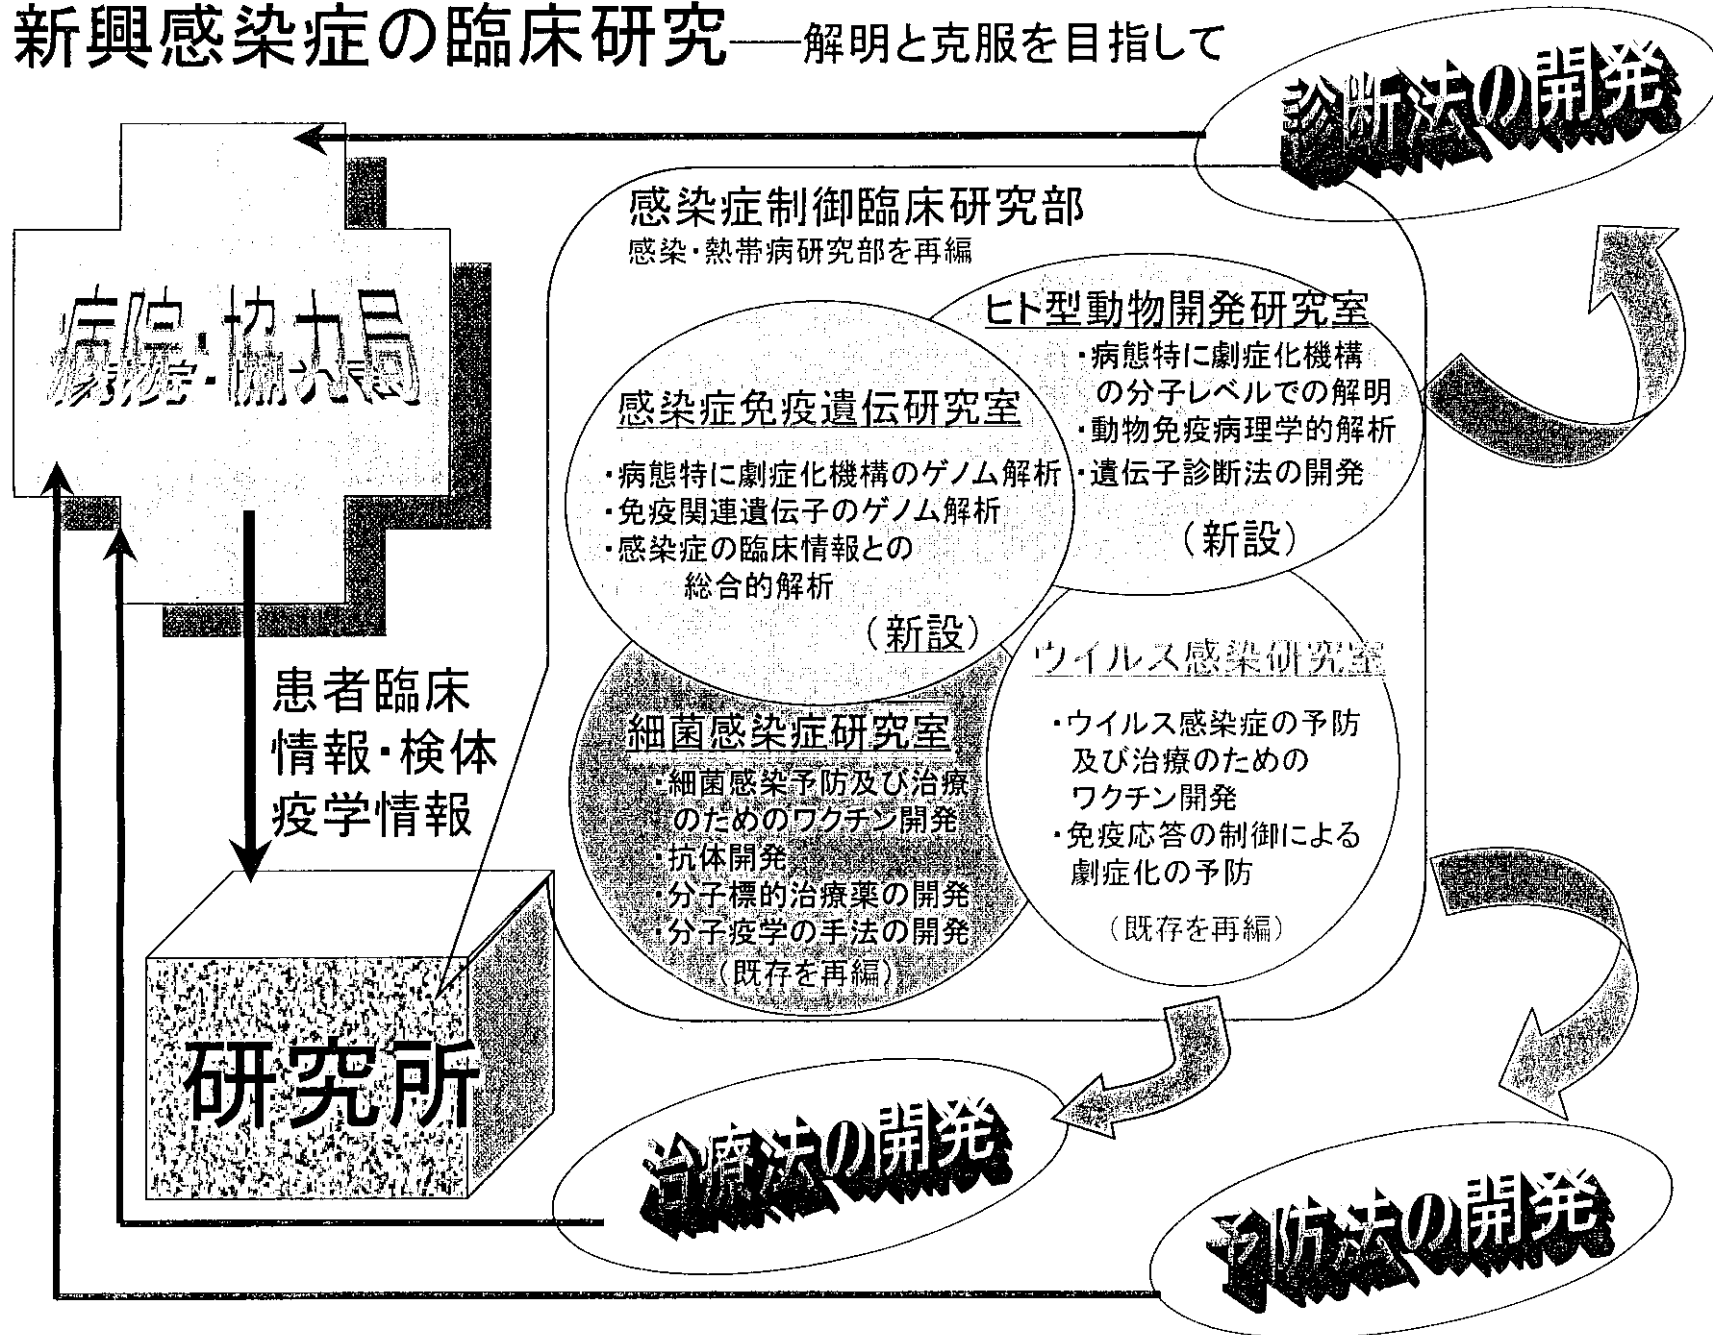 新興感染症の臨床研究──解明と克服を目指して
診断法の開発
感染症制御臨床研究部
感染・熱帯病研究部を再編
病院・協力局
ヒト型動物開発研究室
・病態特に劇症化機構
の分子レベルでの解明
・動物免疫病理学的解析
・遺伝子診断法の開発
（新設）
感染症免疫遺伝研究室
・病態特に劇症化機構のゲノム解析
・免疫関連遺伝子のゲノム解析
・感染症の臨床情報との
総合的解析
（新設）
ウイルス感染研究室
・ウイルス感染症の予防
及び治療のための
ワクチン開発
・免疫応答の制御による
劇症化の予防
（既存を再編）
細菌感染症研究室
・細菌感染予防及び治療
のためのワクチン開発
・抗体開発
・分子標的治療薬の開発
・分子疫学の手法の開発
（既存を再編）
患者臨床
情報・検体
疫学情報
研究所
治療法の開発
予防法の開発